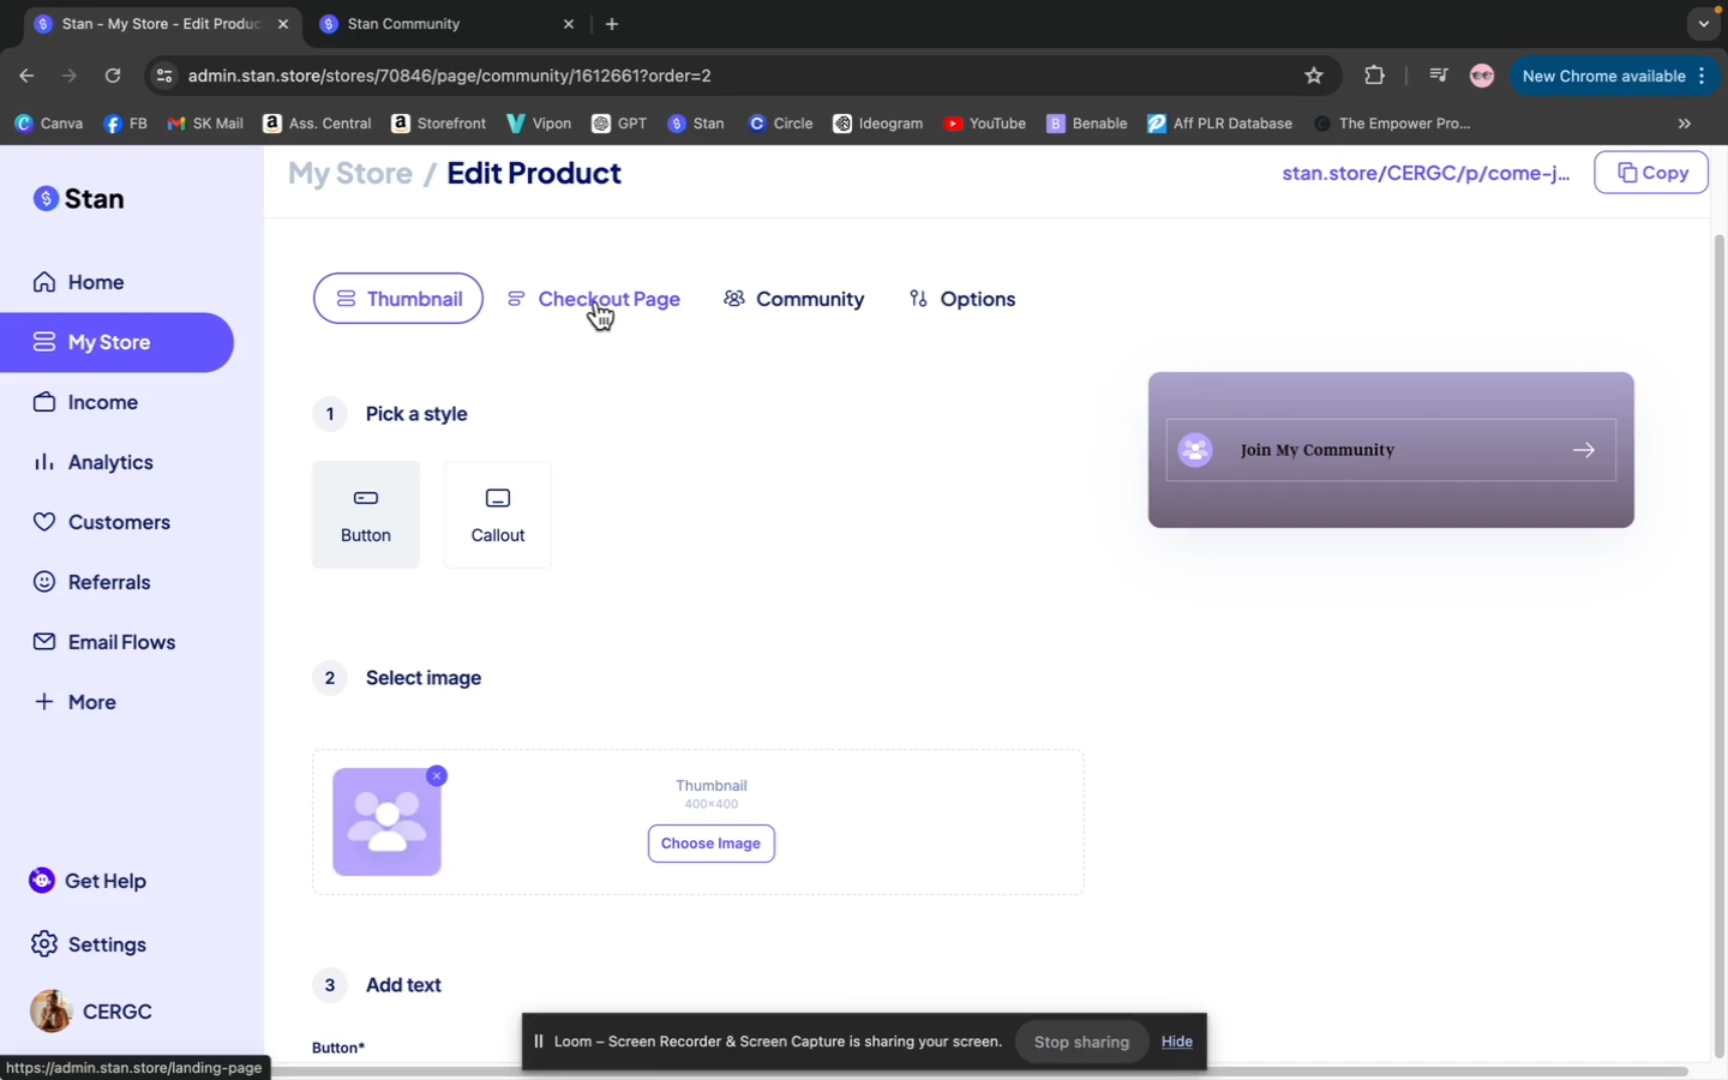 Stan - My Store - Edit Produc
Stan Community
admin.stan.store/stores/70846/page/community/1612661?order=2
New Chrome available
Canva
FB
SK Mail
Ass. Central
Storefront
Vipon
GPT
Stan
Circle
Ideogram
YouTube
Benable
Aff PLR Database
The Empower Pro...
Stan
My Store / Edit Product
stan.store/CERGC/p/come-j...
Copy
Home
My Store
Income
Analytics
Customers
Referrals
Email Flows
More
Get Help
Settings
CERGC
Thumbnail
Checkout Page
Community
Options
1 Pick a style
Button
Callout
Join My Community
2 Select image
Thumbnail
400×400
Choose Image
3 Add text
Button*
Loom – Screen Recorder & Screen Capture is sharing your screen.
Stop sharing
Hide
https://admin.stan.store/landing-page